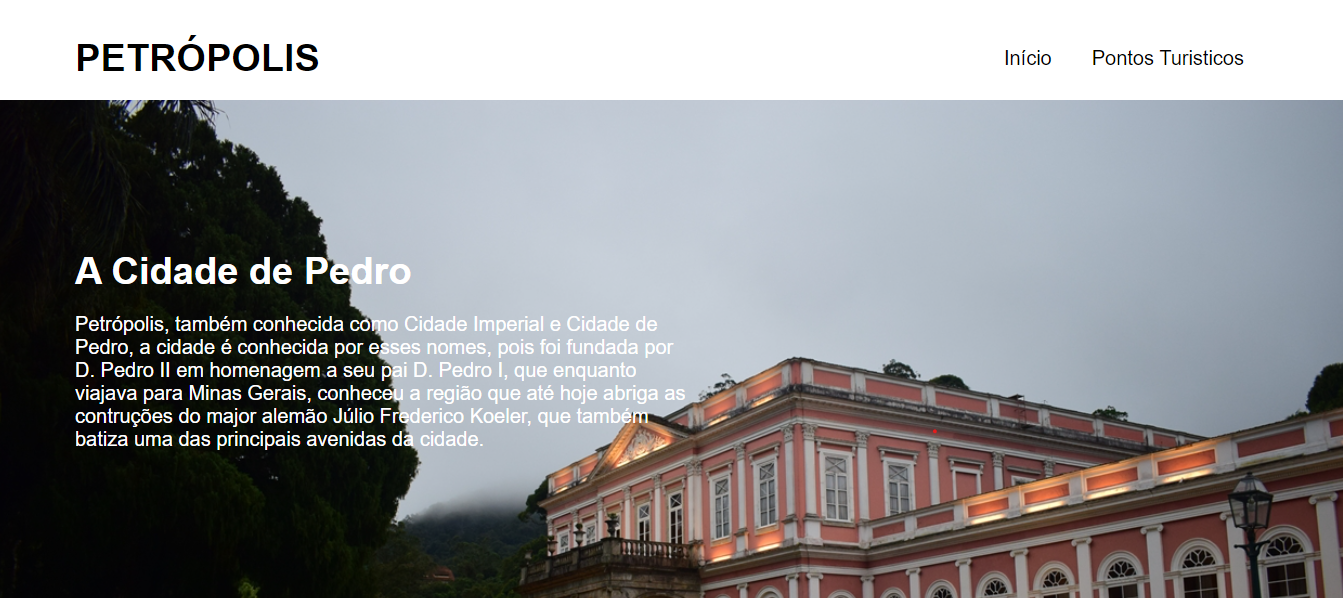 PETRÓPOLIS
Início Pontos Turisticos
A Cidade de Pedro
Petrópolis, também conhecida como Cidade Imperial e Cidade de
Pedro, a cidade é conhecida por esses nomes, pois foi fundada por
D. Pedro II em homenagem a seu pai D. Pedro I, que enquanto
viajava para Minas Gerais, conheceu a região que até hoje abriga as
contruções do major alemão Júlio Frederico Koeler, que também
batiza uma das principais avenidas da cidade.